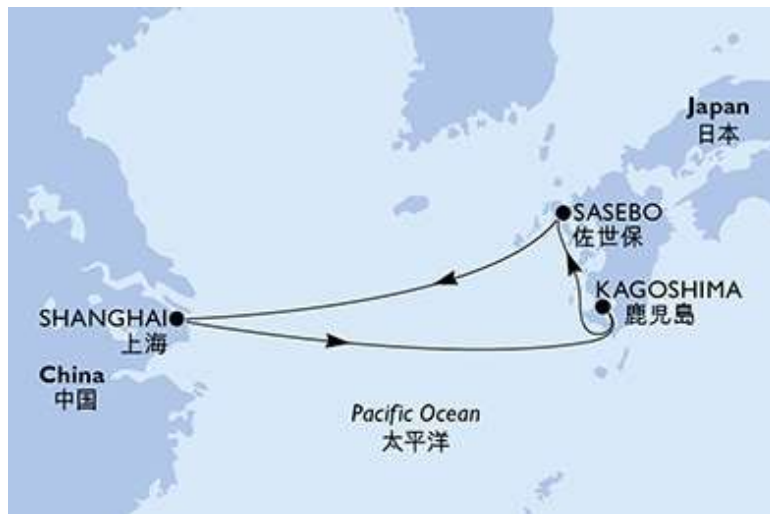 Japan
日本
SASEBO
佐世保
KAGOSHIMA
鹿児島
SHANGHAI
上海
China
中国
Pacific Ocean
太平洋